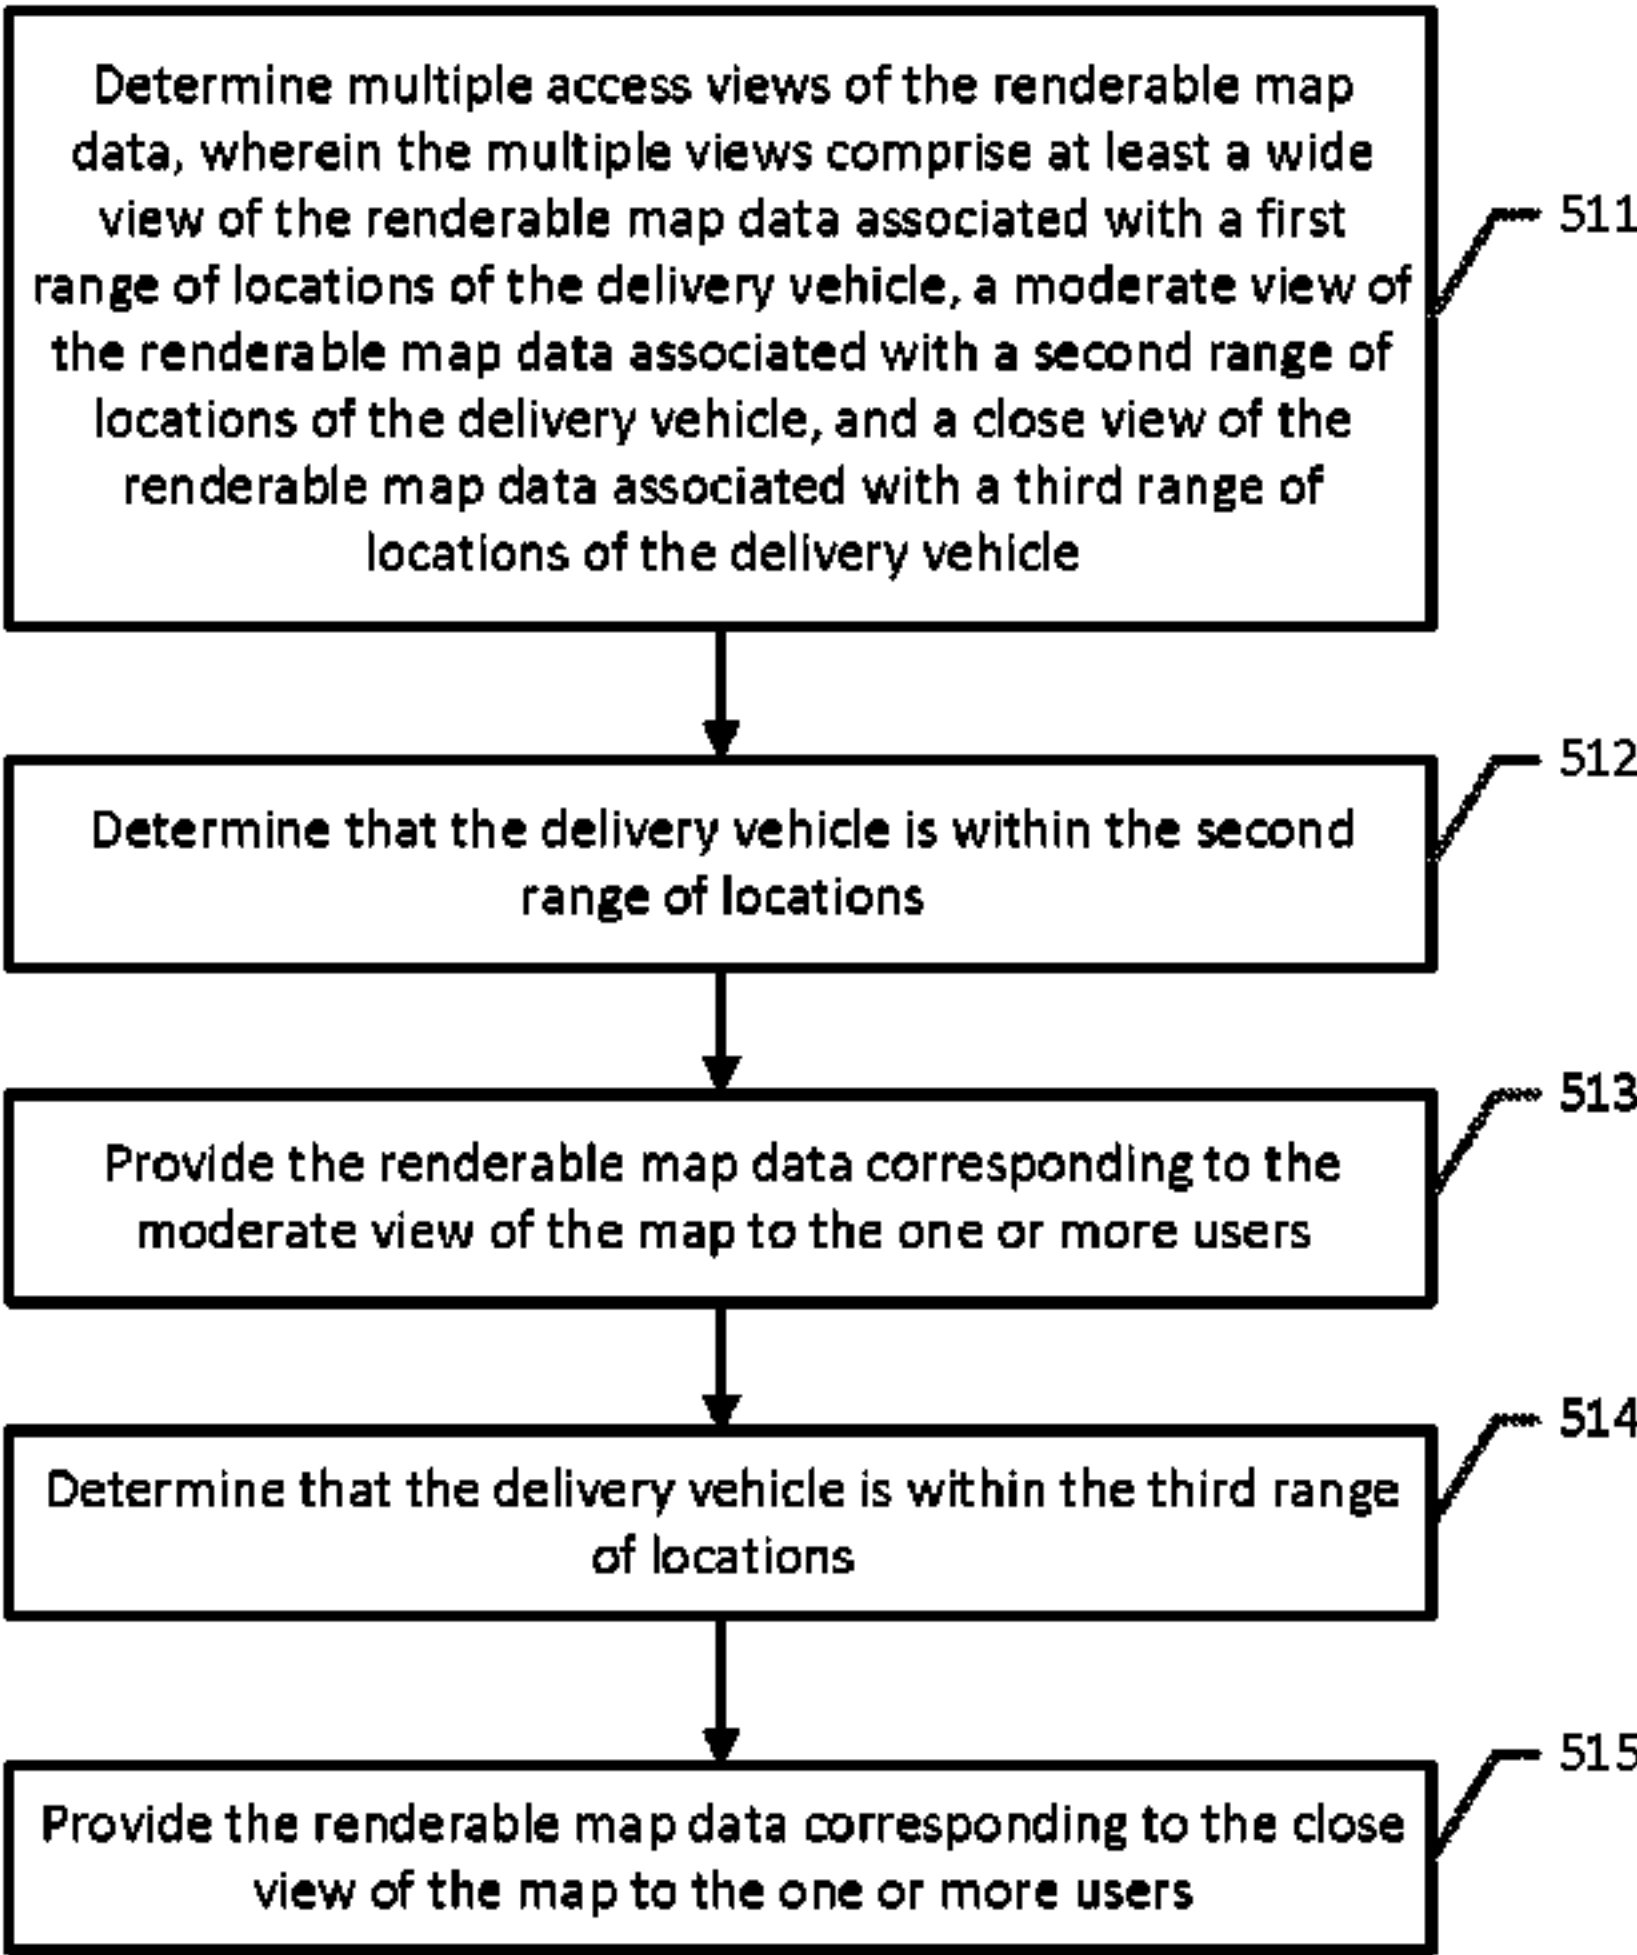 Determine multiple access views of the renderable map
data, wherein the multiple views comprise at least a wide
view of the renderable map data associated with a first
range of locations of the delivery vehicle, a moderate view of
the renderable map data associated with a second range of
locations of the delivery vehicle, and a close view of the
renderable map data associated with a third range of
locations of the delivery vehicle
511
512
Determine that the delivery vehicle is within the second
range of locations
513
Provide the renderable map data corresponding to the
moderate view of the map to the one or more users
514
Determine that the delivery vehicle is within the third range
of locations
515
Provide the renderable map data corresponding to the close
view of the map to the one or more users